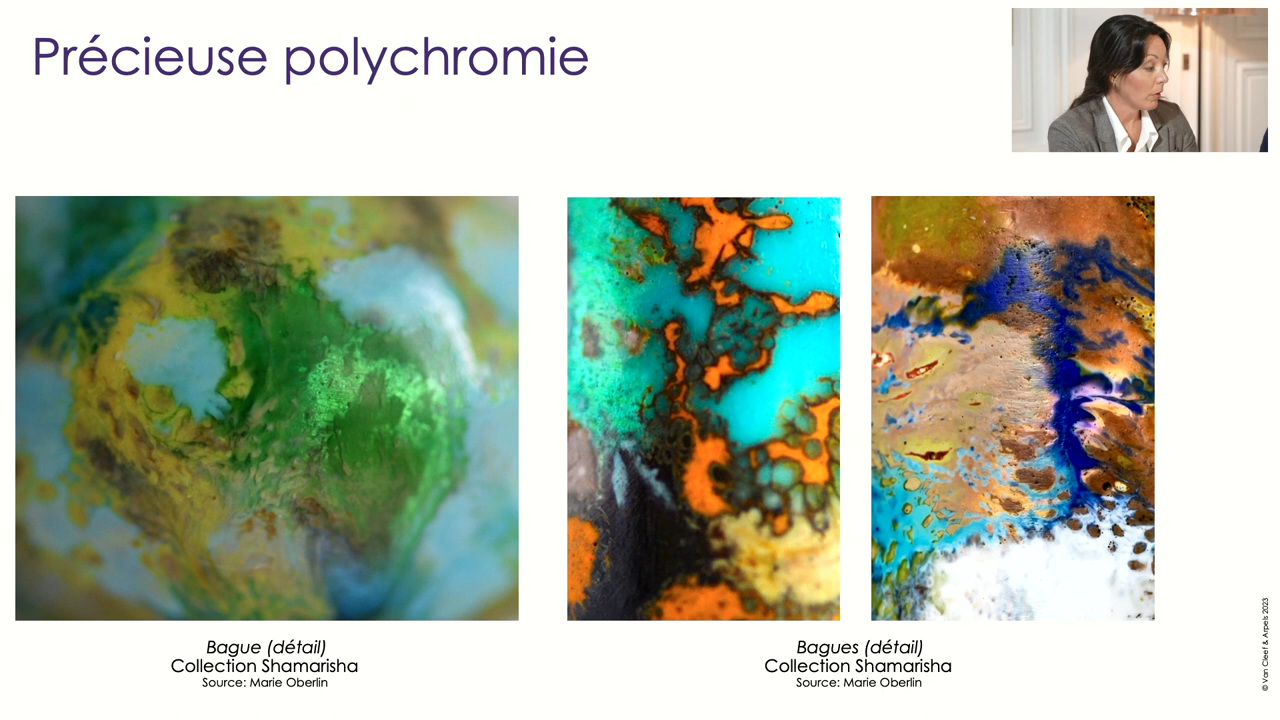 Précieuse polychromie
Bague (détail)
Collection Shamarisha
Source: Marie Oberlin
Bagues (détail)
Collection Shamarisha
Source: Marie Oberlin
© Van Cleef & Arpels 2023